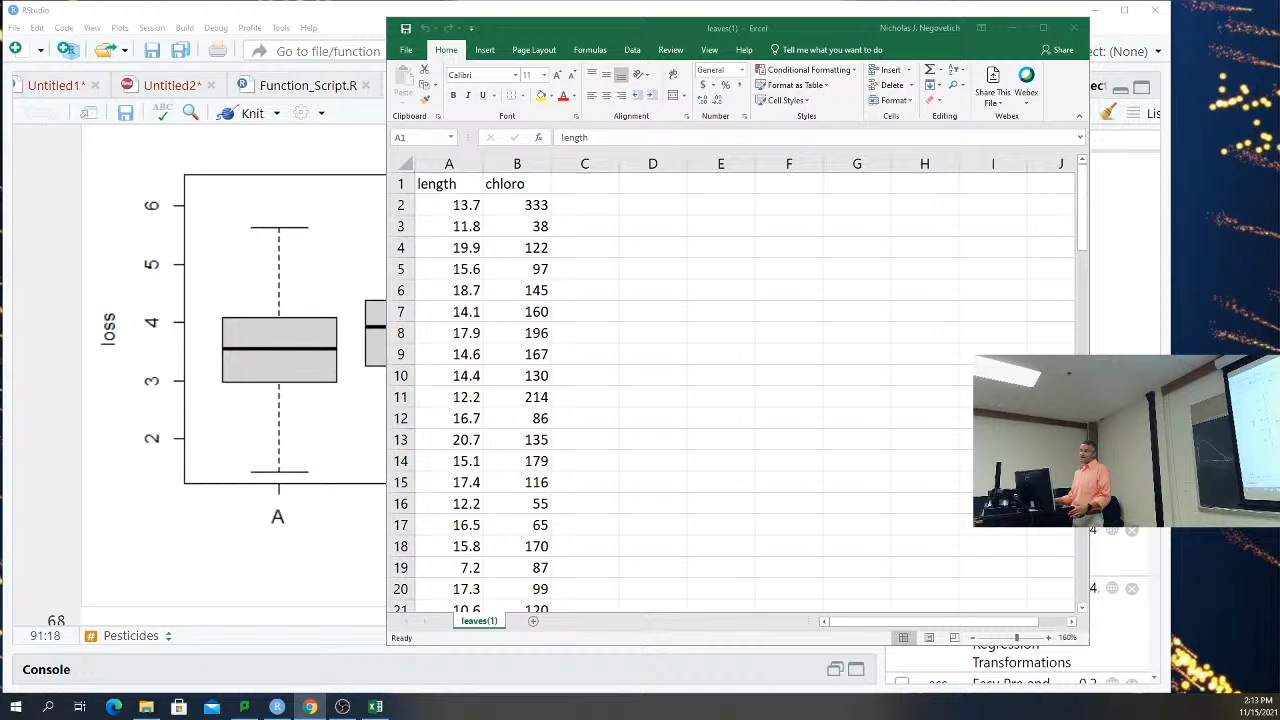 RStudio
File Edit Code View Plots Session Build Debug Profile
Go to file/function
Untitled1*
Untitled2*
Function_Script.R
Knit
6
5
4
3
2
loss
A
68
91:18
# Pesticides
Console
leaves(1) - Excel
Nicholas J. Negovetich
File Home Insert Page Layout Formulas Data Review View Help Tell me what you want to do Share
Paste
Calibri
11
General
Conditional Formatting
Format as Table
Cell Styles
Insert
Delete
Format
Share This File
Webex
Clipboard Font Alignment Number Styles Cells Editing Webex
A1
length
A B C D E F G H I J
1 length chloro
2 13.7 333
3 11.8 38
4 19.9 122
5 15.6 97
6 18.7 145
7 14.1 160
8 17.9 196
9 14.6 167
10 14.4 130
11 12.2 214
12 16.7 86
13 20.7 135
14 15.1 179
15 17.4 116
16 12.2 55
17 16.5 65
18 15.8 170
19 7.2 87
20 17.3 99
21 10.6 120
leaves(1)
Ready
160%
ect: (None)
Lis
Regression
Transformations
2:13 PM
11/15/2021